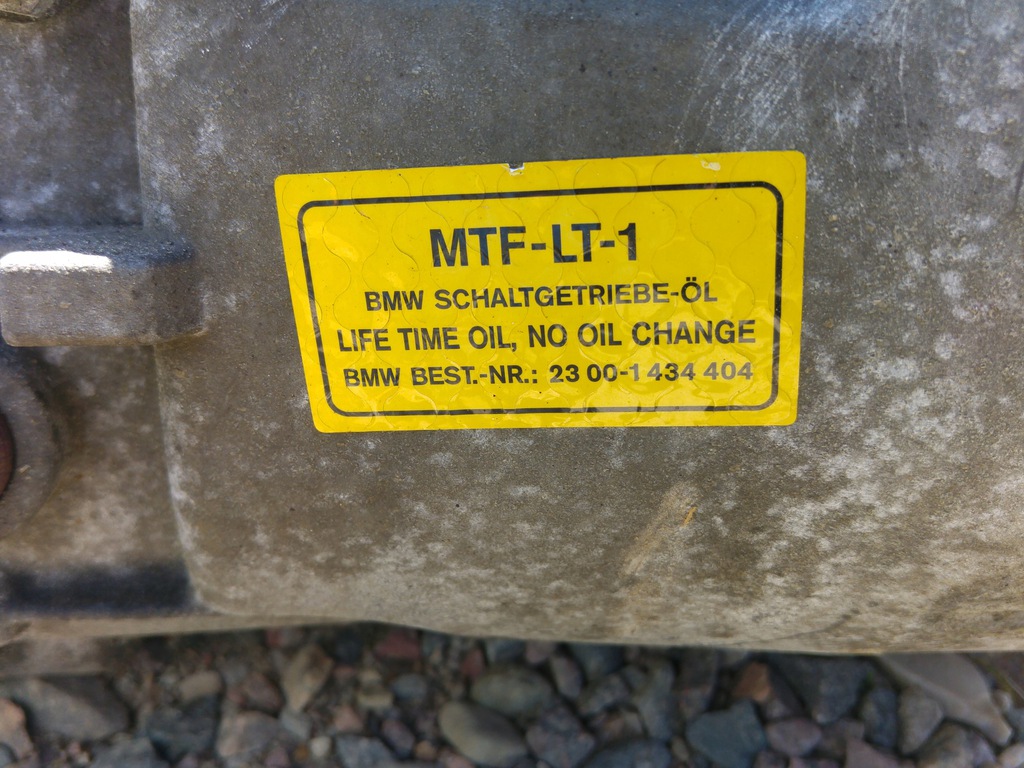 MTF-LT-1
BMW SCHALTGETRIEBE-ÖL
LIFE TIME OIL, NO OIL CHANGE
BMW BEST.-NR.: 23 00-1 434 404